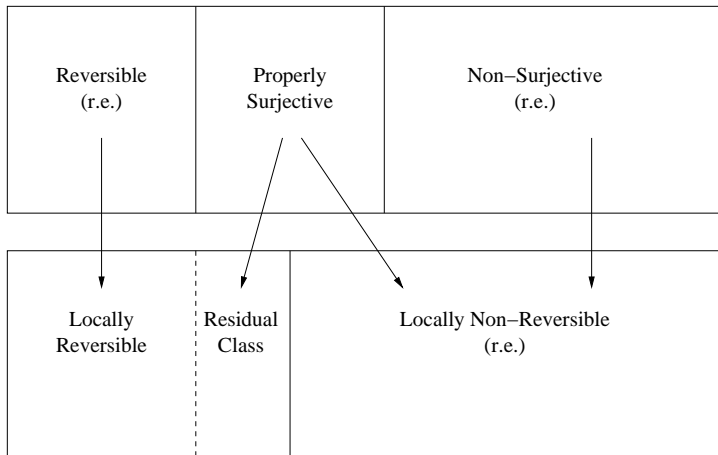 Reversible
(r.e.)
Properly
Surjective
Non−Surjective
(r.e.)
Locally
Reversible
Residual
Class
Locally Non−Reversible
(r.e.)